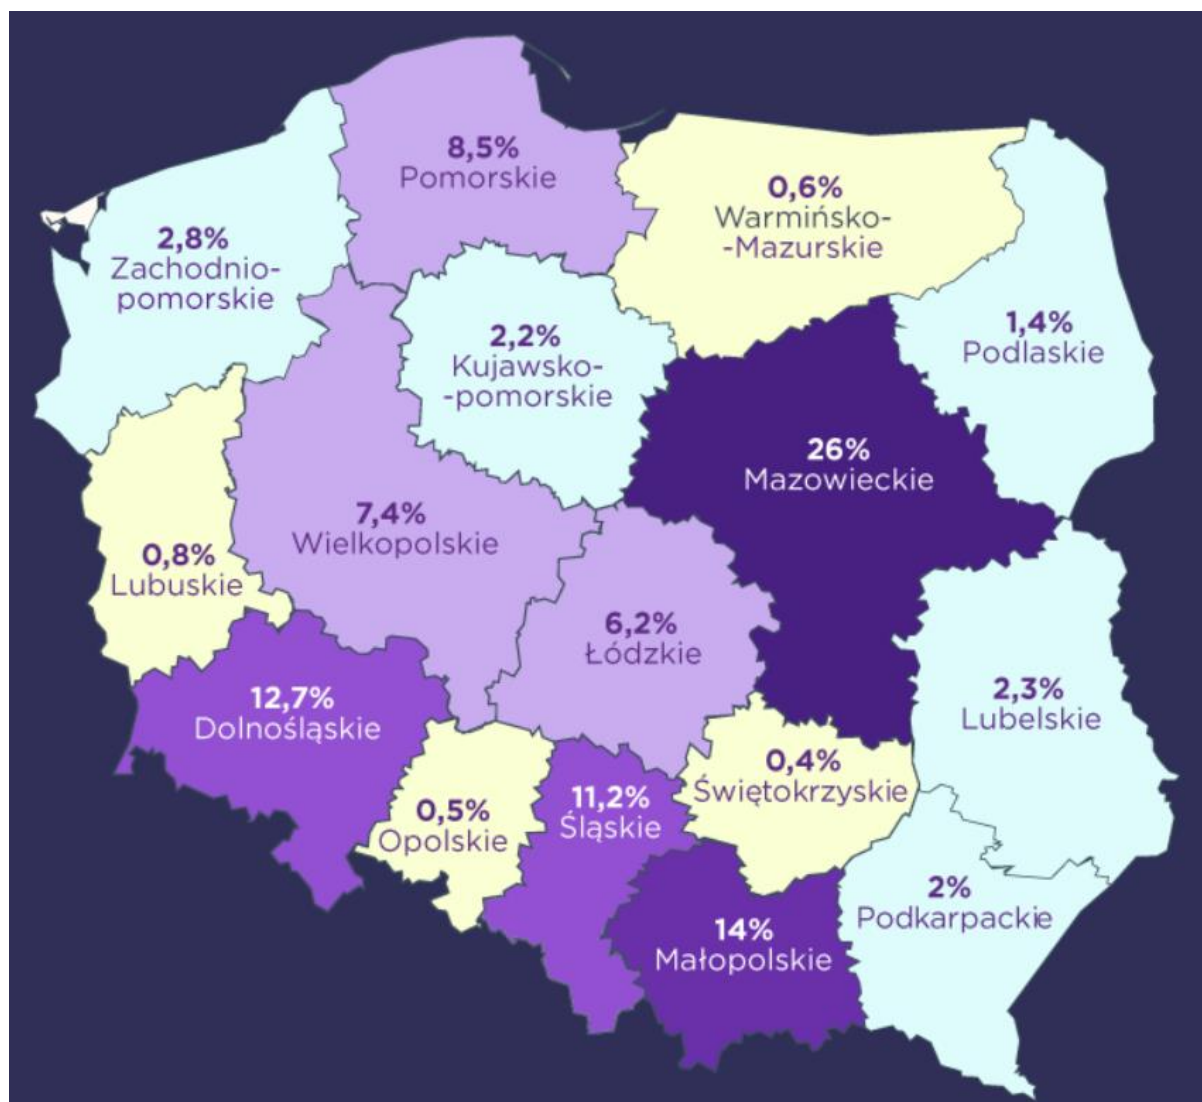 8,5%
Pomorskie
0,6%
Warmińsko-
-Mazurskie
2,8%
Zachodnio-
pomorskie
1,4%
Podlaskie
2,2%
Kujawsko-
-pomorskie
26%
Mazowieckie
7,4%
Wielkopolskie
0,8%
Lubuskie
6,2%
Łódzkie
12,7%
Dolnośląskie
2,3%
Lubelskie
0,4%
Świętokrzyskie
0,5%
Opolskie
11,2%
Śląskie
2%
Podkarpackie
14%
Małopolskie